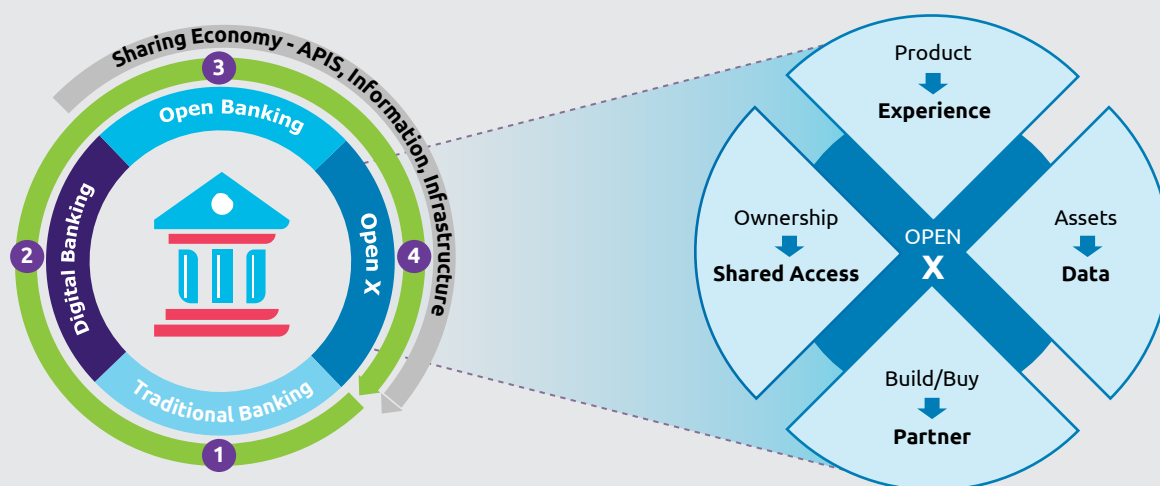 Sharing Economy - APIS, Information, Infrastructure
3
Open Banking
2
Digital Banking
Open X
4
Traditional Banking
1
Product
Experience
Ownership
Shared Access
OPEN
X
Assets
Data
Build/Buy
Partner